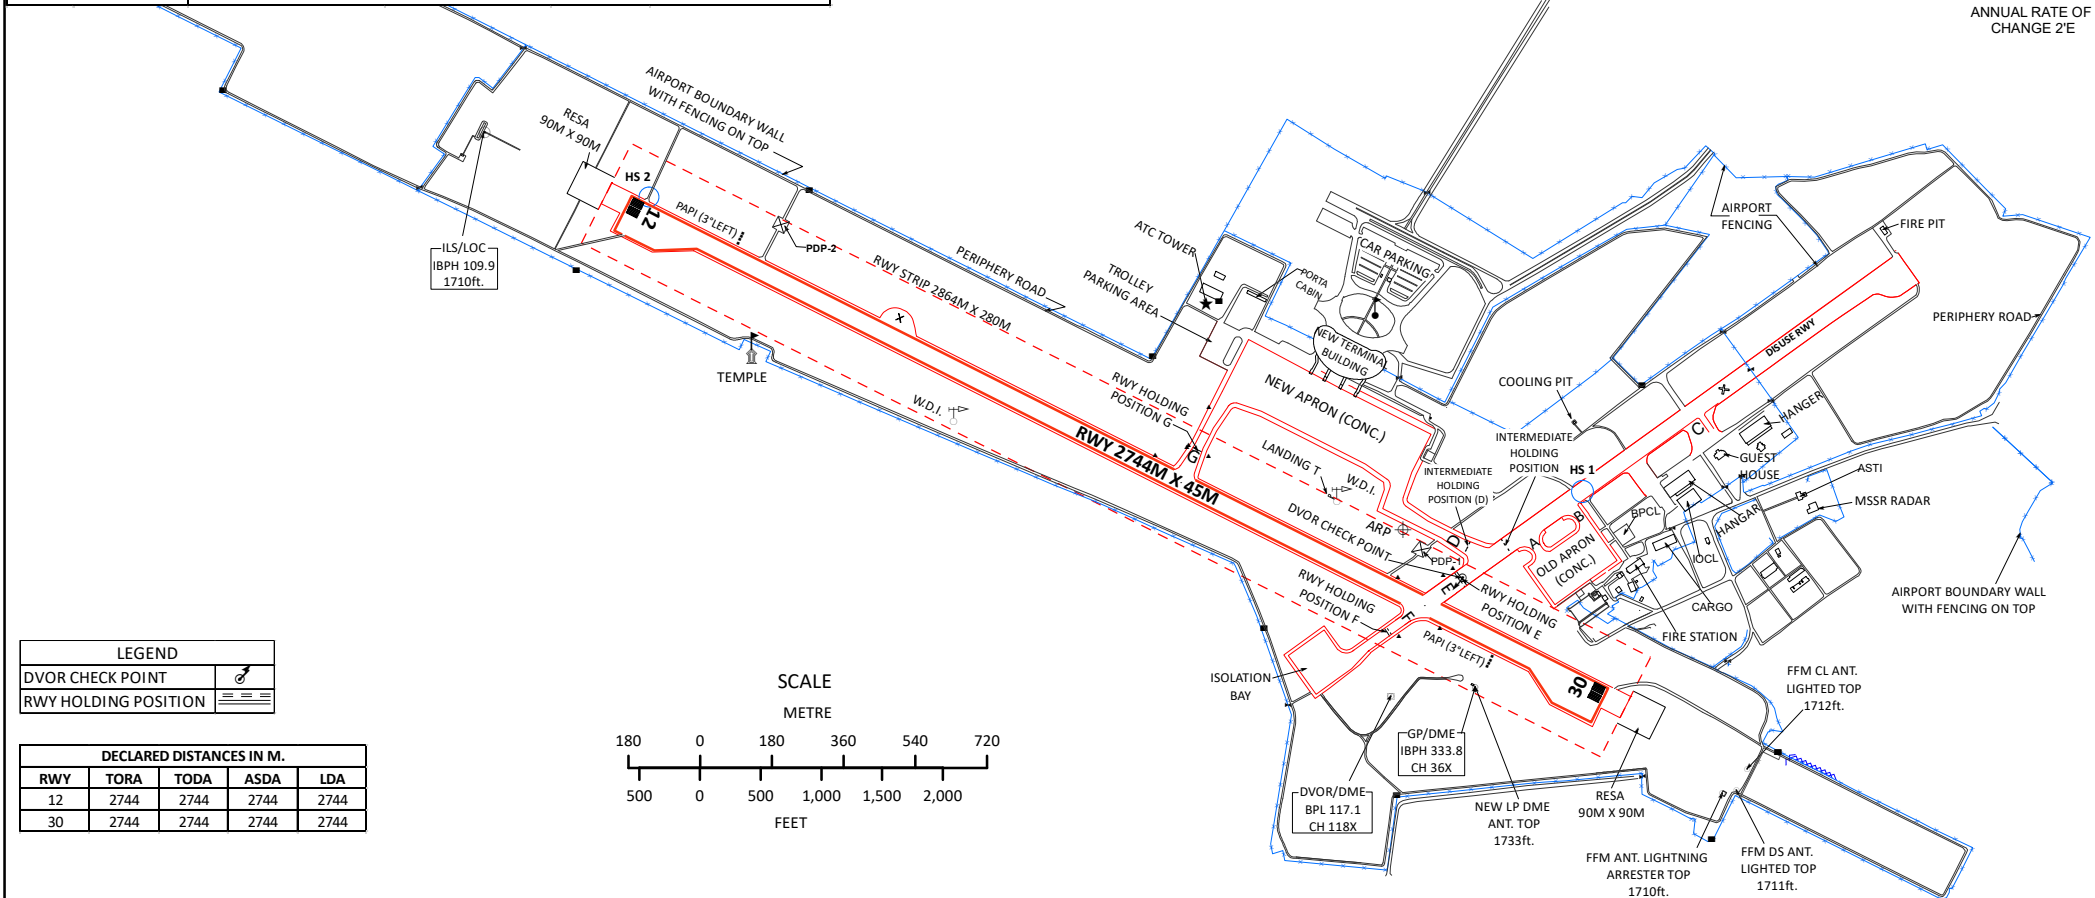 ANNUAL RATE OF
CHANGE 2'E
AIRPORT BOUNDARY WALL
WITH FENCING ON TOP
RESA
90M X 90M
HS 2
12
PAPI (3°LEFT)
PDP-2
ILS/LOC
IBPH 109.9
1710ft.
RWY STRIP 2864M X 280M
PERIPHERY ROAD
X
TEMPLE
W.D.I.
ATC TOWER
TROLLEY
PARKING AREA
PORTA
CABIN
CAR PARKING
NEW TERMINAL
BUILDING
NEW APRON (CONC.)
RWY HOLDING
POSITION G
G
RWY 2744M X 45M
LANDING T
W.D.I.
DVOR CHECK POINT
ARP
INTERMEDIATE
HOLDING
POSITION (D)
INTERMEDIATE
HOLDING
POSITION
HS 1
COOLING PIT
AIRPORT
FENCING
FIRE PIT
PERIPHERY ROAD
DISUSE RWY
HANGER
C
GUEST
HOUSE
ASTI
MSSR RADAR
HANGAR
BPCL
IOCL
B
A
OLD APRON
(CONC.)
D
PDP-1
E
RWY HOLDING
POSITION E
CARGO
FIRE STATION
AIRPORT BOUNDARY WALL
WITH FENCING ON TOP
RWY HOLDING
POSITION F
F
PAPI (3°LEFT)
30
ISOLATION
BAY
FFM CL ANT.
LIGHTED TOP
1712ft.
GP/DME
IBPH 333.8
CH 36X
DVOR/DME
BPL 117.1
CH 118X
NEW LP DME
ANT. TOP
1733ft.
RESA
90M X 90M
FFM ANT. LIGHTNING
ARRESTER TOP
1710ft.
FFM DS ANT.
LIGHTED TOP
1711ft.
LEGEND
DVOR CHECK POINT
RWY HOLDING POSITION
DECLARED DISTANCES IN M.
RWY TORA TODA ASDA LDA
12 2744 2744 2744 2744
30 2744 2744 2744 2744
SCALE
METRE
180 0 180 360 540 720
500 0 500 1,000 1,500 2,000
FEET